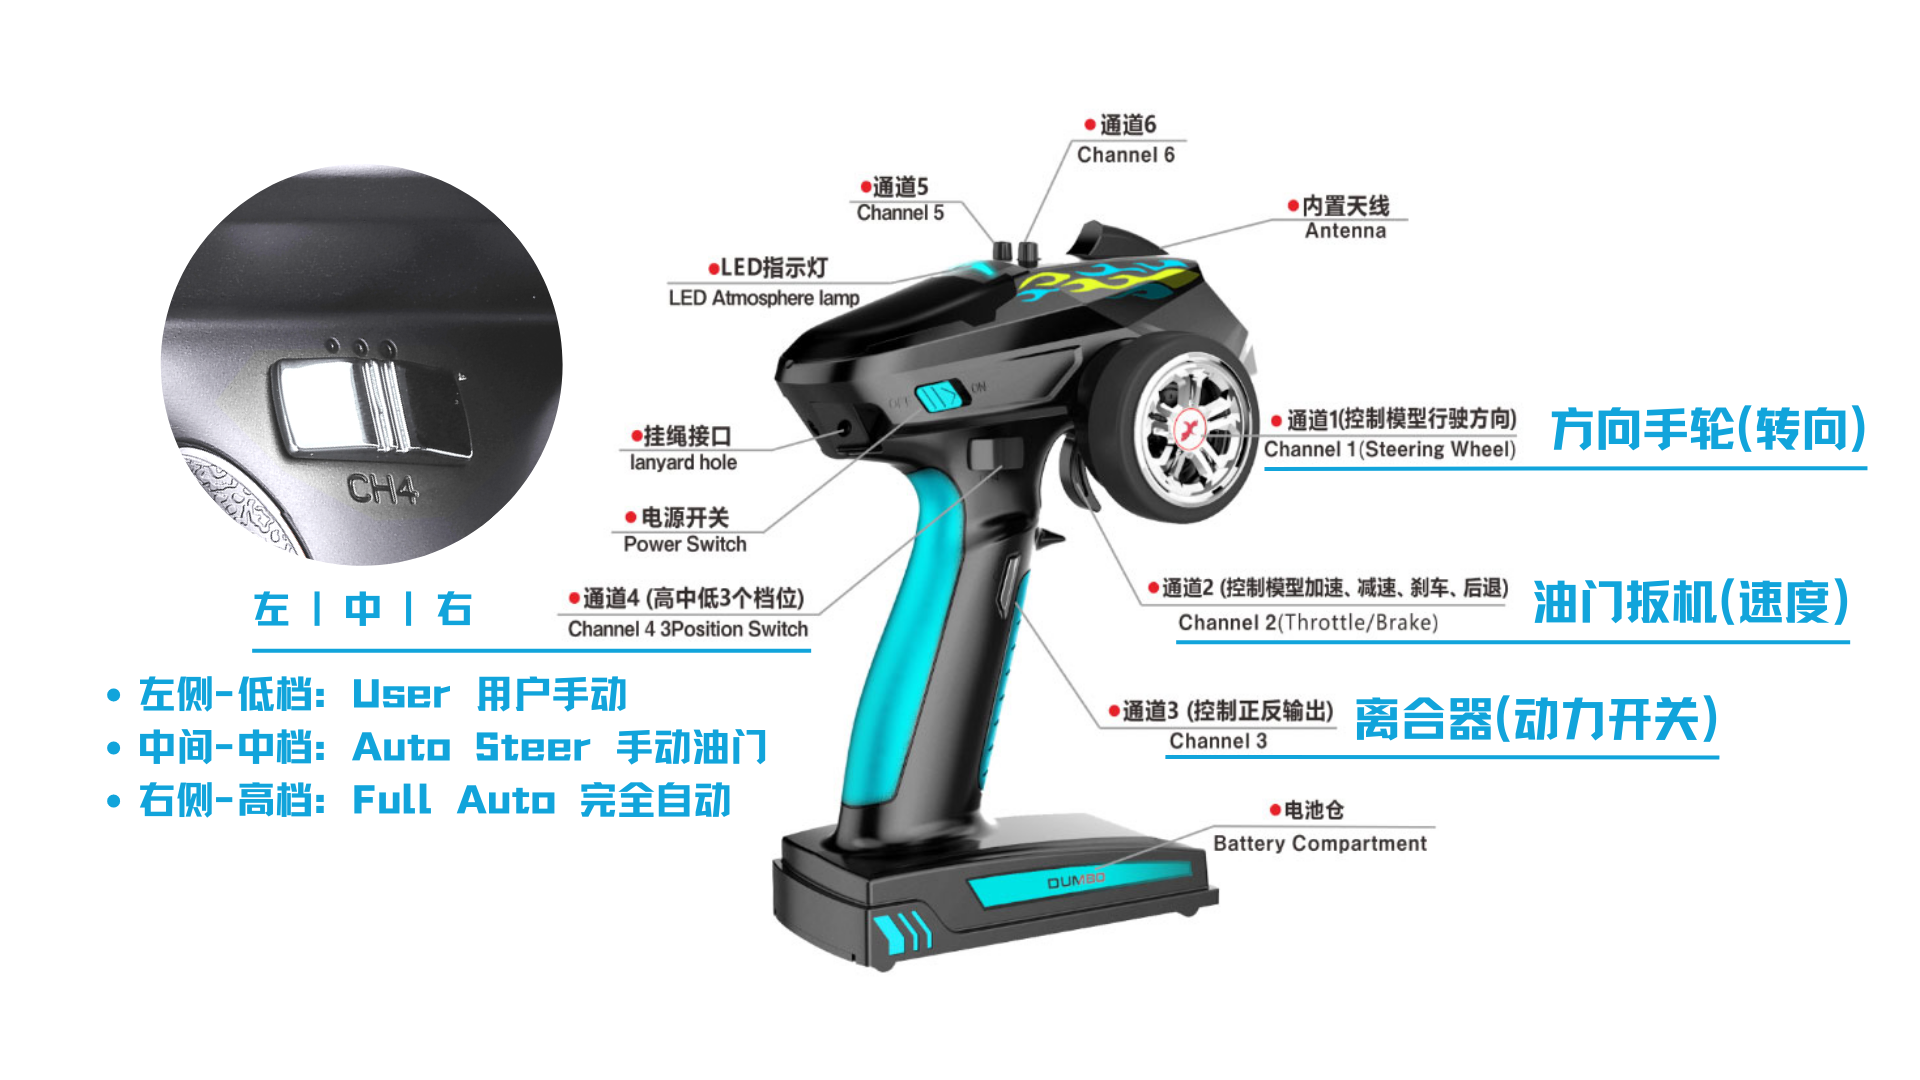 ●通道6
Channel 6
●通道5
Channel 5
●内置天线
Antenna
●LED指示灯
LED Atmosphere lamp
OFF
ON
●挂绳接口
lanyard hole
●通道1(控制模型行驶方向)
Channel 1(Steering Wheel)
方向手轮(转向)
CH4
●电源开关
Power Switch
左 | 中 | 右
●通道4 (高中低3个档位)
Channel 4 3Position Switch
●通道2 (控制模型加速、减速、刹车、后退)
Channel 2(Throttle/Brake)
油门扳机(速度)
• 左侧-低档: User 用户手动
• 中间-中档: Auto Steer 手动油门
• 右侧-高档: Full Auto 完全自动
●通道3 (控制正反输出)
Channel 3
离合器(动力开关)
●电池仓
Battery Compartment
DUMBO